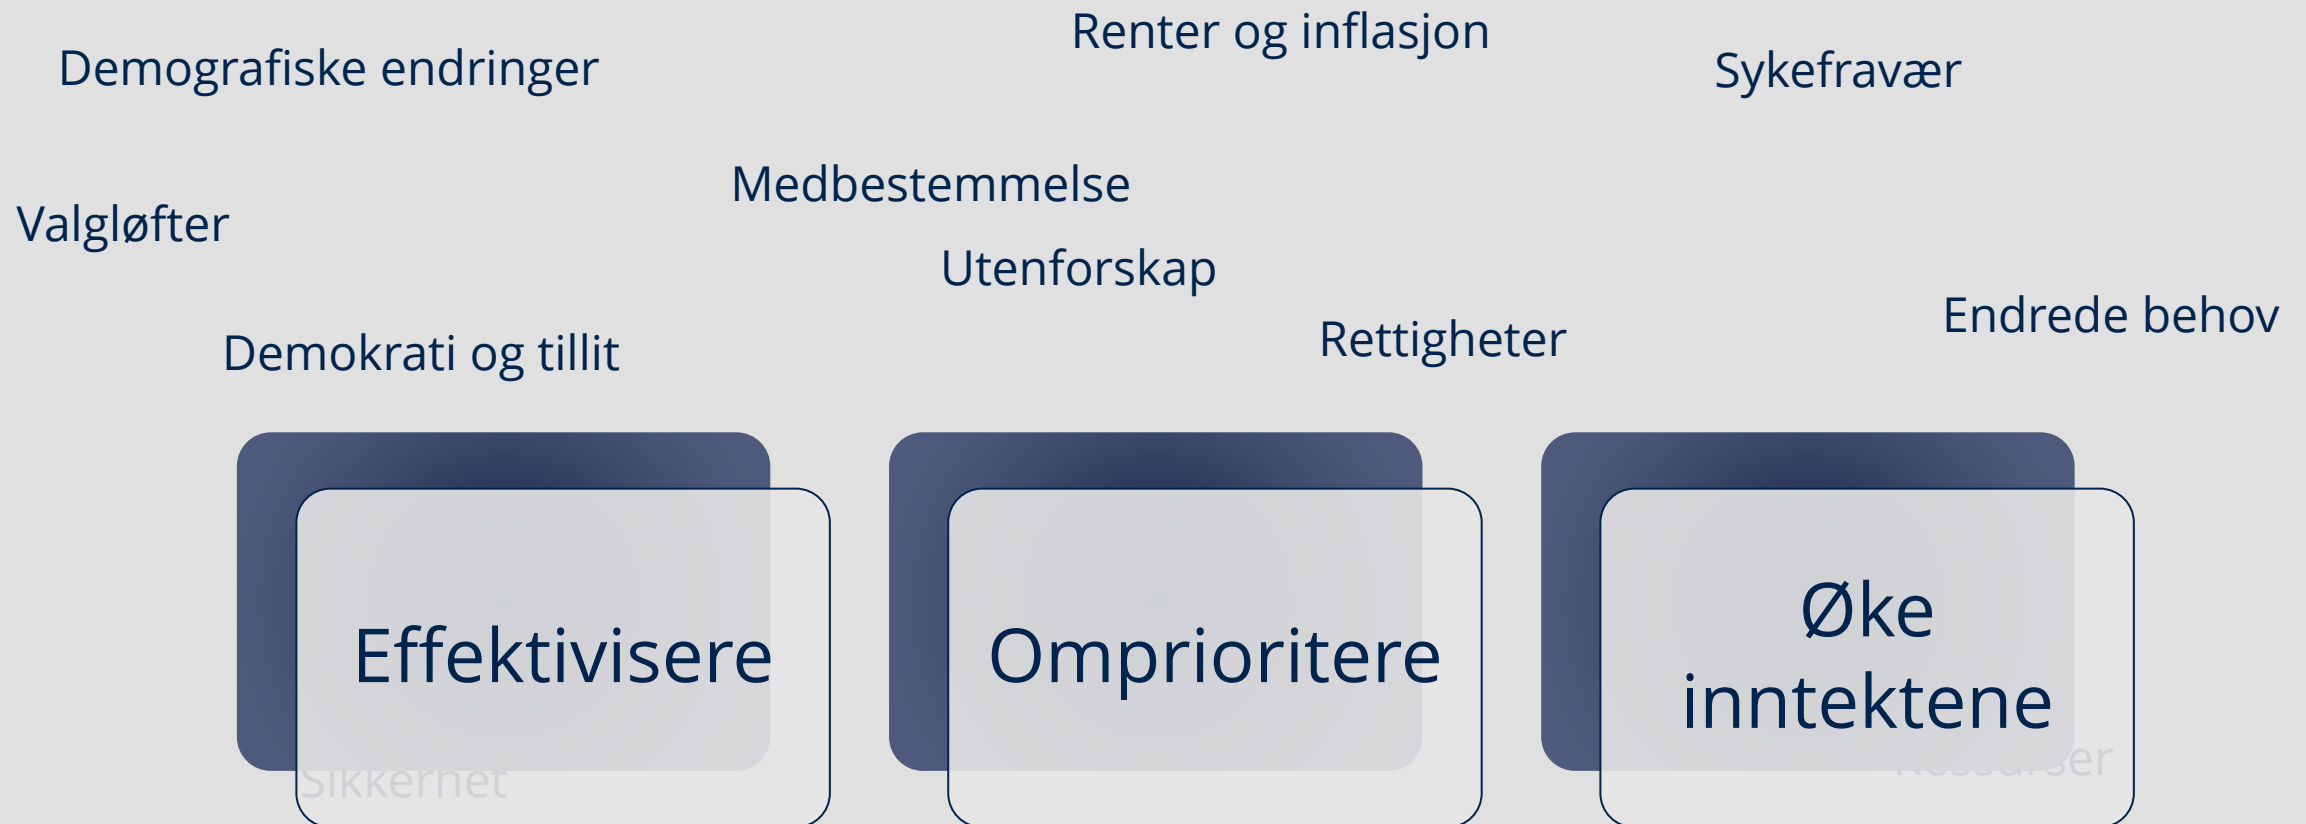 Renter og inflasjon
Demografiske endringer
Sykefravær
Medbestemmelse
Valgløfter
Utenforskap
Endrede behov
Rettigheter
Demokrati og tillit
Effektivisere
Omprioritere
Øke
inntektene
Sikkerhet
Ressurser